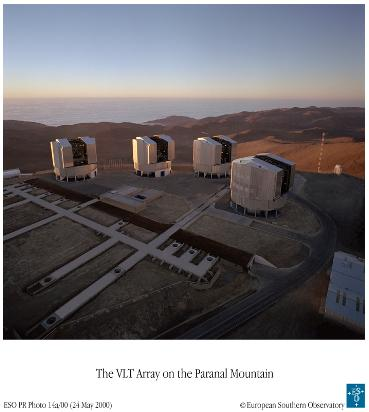 The VLT Array on the Paranal Mountain
ESO PR Photo 14a/00 (24 May 2000)
© European Southern Observatory